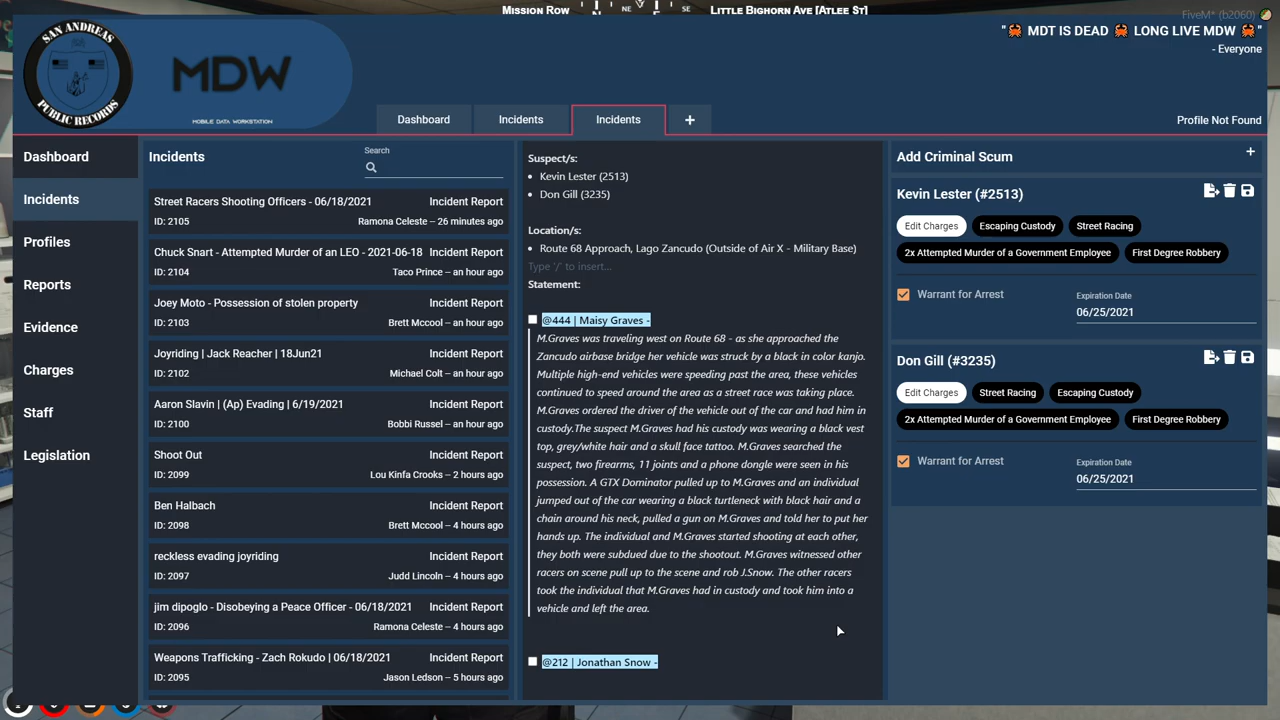 Mission Row
NE
SE
Little Bighorn Ave [Atlee St]
FiveM* (b2060)
" 🦀 MDT IS DEAD 🦀 LONG LIVE MDW 🦀 "
- Everyone
SAN ANDREAS
PUBLIC RECORDS
MDW
MOBILE DATA WORKSTATION
Dashboard
Incidents
Incidents
+
Profile Not Found
Dashboard
Incidents
Profiles
Reports
Evidence
Charges
Staff
Legislation
Incidents
Search
Street Racers Shooting Officers - 06/18/2021 Incident Report
ID: 2105 Ramona Celeste – 26 minutes ago
Chuck Snart - Attempted Murder of an LEO - 2021-06-18 Incident Report
ID: 2104 Taco Prince – an hour ago
Joey Moto - Possession of stolen property Incident Report
ID: 2103 Brett Mccool – an hour ago
Joyriding | Jack Reacher | 18Jun21 Incident Report
ID: 2102 Michael Colt – an hour ago
Aaron Slavin | (Ap) Evading | 6/19/2021 Incident Report
ID: 2100 Bobbi Russel – an hour ago
Shoot Out Incident Report
ID: 2099 Lou Kinfa Crooks – 2 hours ago
Ben Halbach Incident Report
ID: 2098 Brett Mccool – 4 hours ago
reckless evading joyriding Incident Report
ID: 2097 Judd Lincoln – 4 hours ago
jim dipoglo - Disobeying a Peace Officer - 06/18/2021 Incident Report
ID: 2096 Ramona Celeste – 4 hours ago
Weapons Trafficking - Zach Rokudo | 06/18/2021 Incident Report
ID: 2095 Jason Ledson – 5 hours ago
Suspect/s:
• Kevin Lester (2513)
• Don Gill (3235)
Location/s:
• Route 68 Approach, Lago Zancudo (Outside of Air X - Military Base)
Type '/' to insert...
Statement:
@444 | Maisy Graves -
M.Graves was traveling west on Route 68 - as she approached the
Zancudo airbase bridge her vehicle was struck by a black in color kanjo.
Multiple high-end vehicles were speeding past the area, these vehicles
continued to speed around the area as a street race was taking place.
M.Graves ordered the driver of the vehicle out of the car and had him in
custody.The suspect M.Graves had his custody was wearing a black vest
top, grey/white hair and a skull face tattoo. M.Graves searched the
suspect, two firearms, 11 joints and a phone dongle were seen in his
possession. A GTX Dominator pulled up to M.Graves and an individual
jumped out of the car wearing a black turtleneck with black hair and a
chain around his neck, pulled a gun on M.Graves and told her to put her
hands up. The individual and M.Graves started shooting at each other,
they both were subdued due to the shootout. M.Graves witnessed other
racers on scene pull up to the scene and rob J.Snow. The other racers
took the individual that M.Graves had in custody and took him into a
vehicle and left the area.
@212 | Jonathan Snow -
Add Criminal Scum
+
Kevin Lester (#2513)
Edit Charges Escaping Custody Street Racing
2x Attempted Murder of a Government Employee First Degree Robbery
Warrant for Arrest
Expiration Date
06/25/2021
Don Gill (#3235)
Edit Charges Street Racing Escaping Custody
2x Attempted Murder of a Government Employee First Degree Robbery
Warrant for Arrest
Expiration Date
06/25/2021